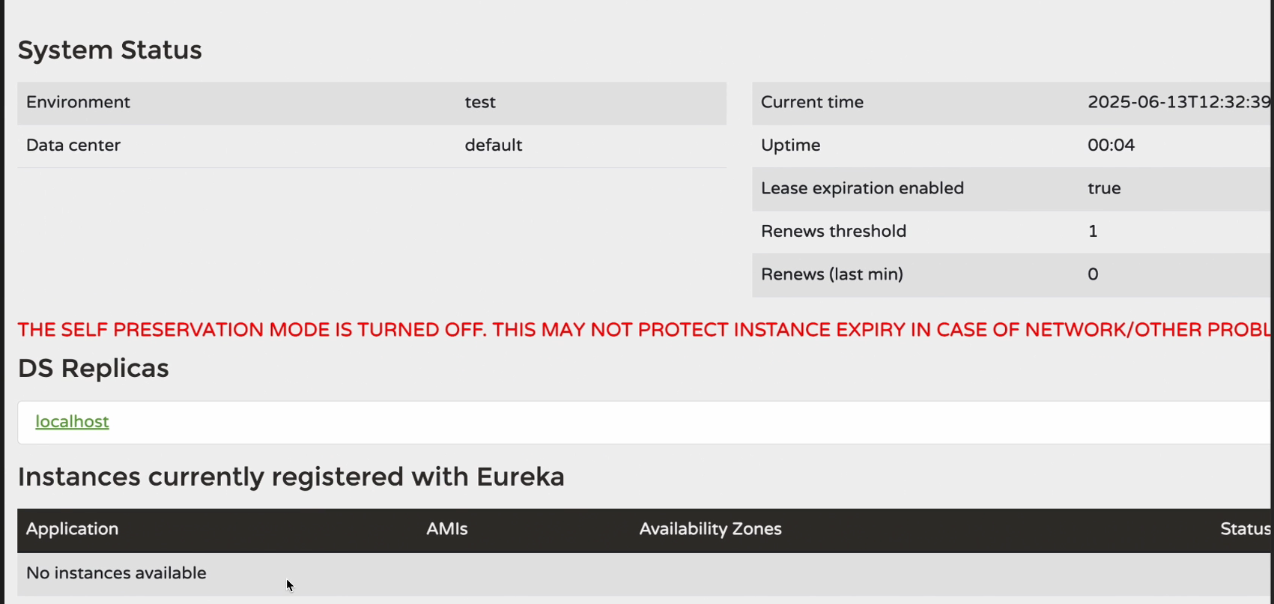 System Status
Environment test
Data center default
Current time 2025-06-13T12:32:39
Uptime 00:04
Lease expiration enabled true
Renews threshold 1
Renews (last min) 0
THE SELF PRESERVATION MODE IS TURNED OFF. THIS MAY NOT PROTECT INSTANCE EXPIRY IN CASE OF NETWORK/OTHER PROBL
DS Replicas
localhost
Instances currently registered with Eureka
Application AMIs Availability Zones Status
No instances available